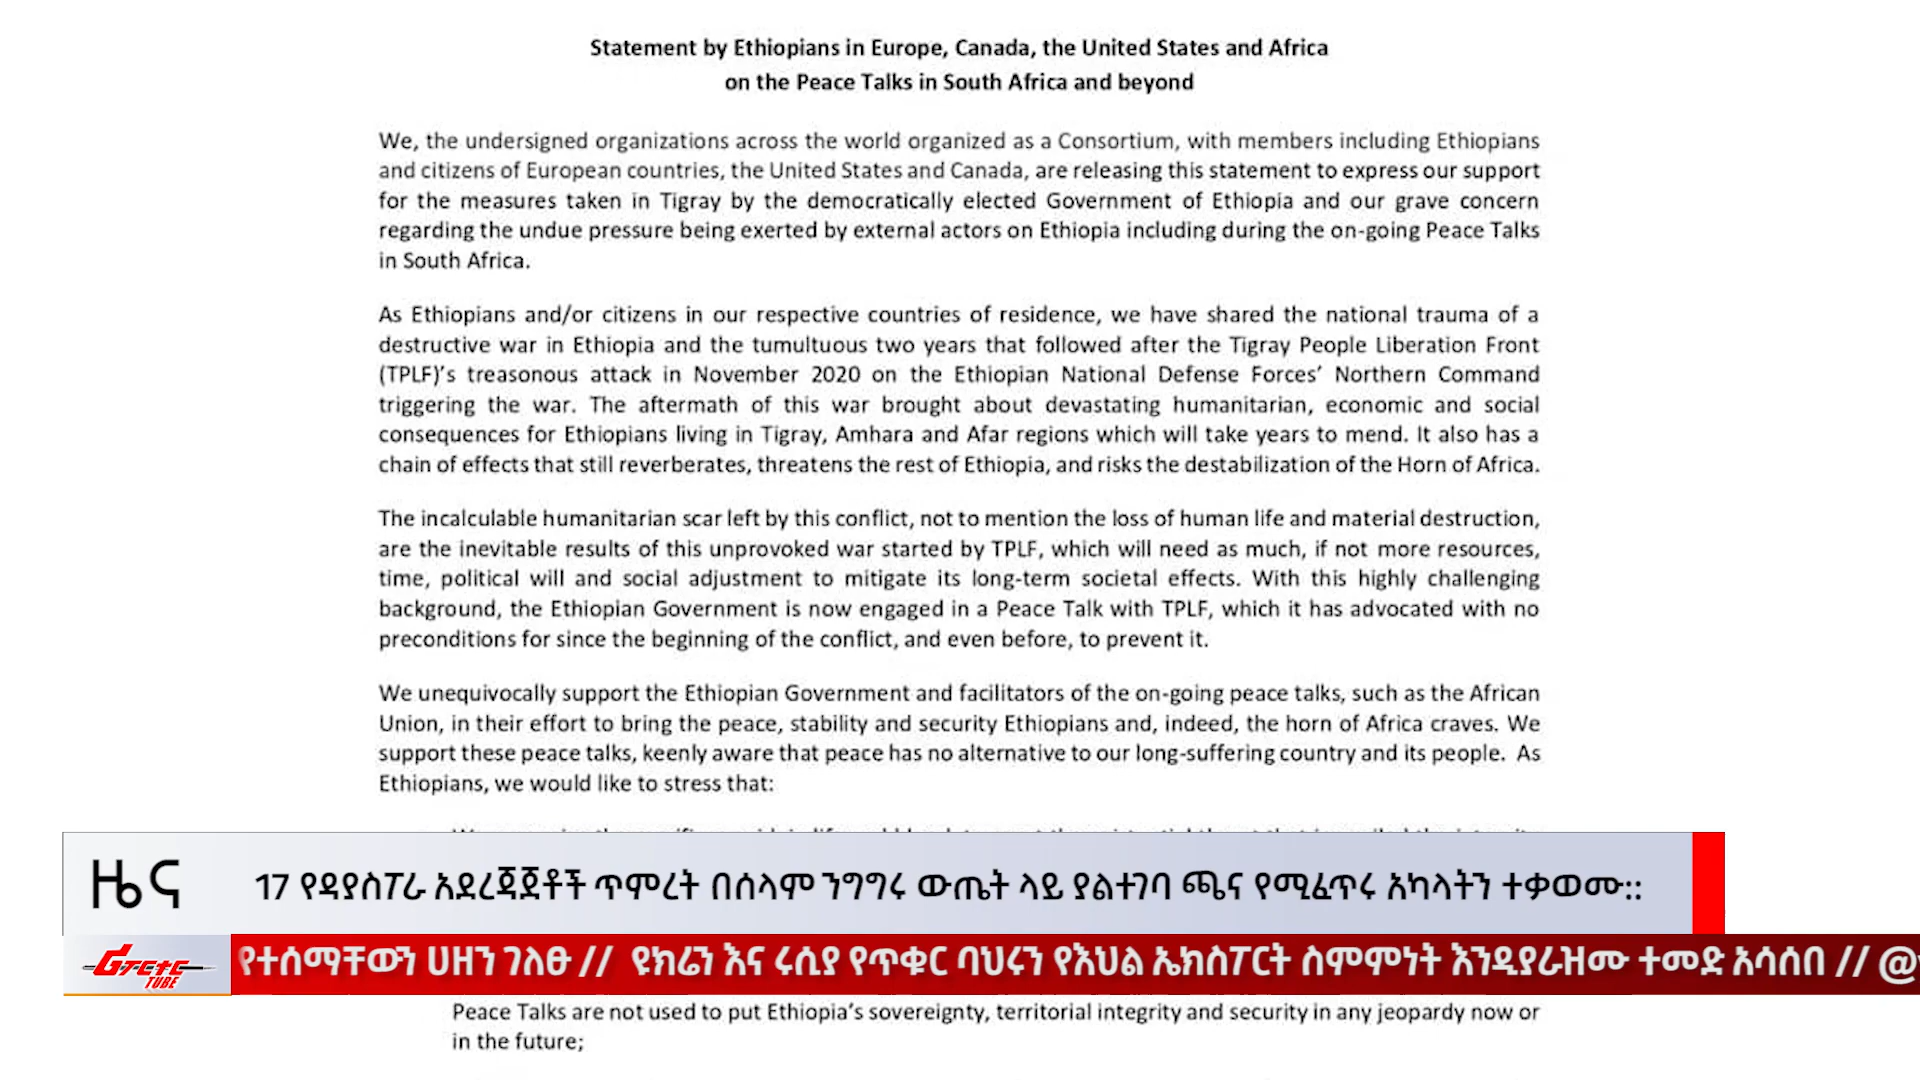 Statement by Ethiopians in Europe, Canada, the United States and Africa
on the Peace Talks in South Africa and beyond
We, the undersigned organizations across the world organized as a Consortium, with members including Ethiopians
and citizens of European countries, the United States and Canada, are releasing this statement to express our support
for the measures taken in Tigray by the democratically elected Government of Ethiopia and our grave concern
regarding the undue pressure being exerted by external actors on Ethiopia including during the on-going Peace Talks
in South Africa.
As Ethiopians and/or citizens in our respective countries of residence, we have shared the national trauma of a
destructive war in Ethiopia and the tumultuous two years that followed after the Tigray People Liberation Front
(TPLF)'s treasonous attack in November 2020 on the Ethiopian National Defense Forces' Northern Command
triggering the war. The aftermath of this war brought about devastating humanitarian, economic and social
consequences for Ethiopians living in Tigray, Amhara and Afar regions which will take years to mend. It also has a
chain of effects that still reverberates, threatens the rest of Ethiopia, and risks the destabilization of the Horn of Africa.
The incalculable humanitarian scar left by this conflict, not to mention the loss of human life and material destruction,
are the inevitable results of this unprovoked war started by TPLF, which will need as much, if not more resources,
time, political will and social adjustment to mitigate its long-term societal effects. With this highly challenging
background, the Ethiopian Government is now engaged in a Peace Talk with TPLF, which it has advocated with no
preconditions for since the beginning of the conflict, and even before, to prevent it.
We unequivocally support the Ethiopian Government and facilitators of the on-going peace talks, such as the African
Union, in their effort to bring the peace, stability and security Ethiopians and, indeed, the horn of Africa craves. We
support these peace talks, keenly aware that peace has no alternative to our long-suffering country and its people. As
Ethiopians, we would like to stress that:
ዜና
17 የዳያስፖራ አደረጃጀቶች ጥምረት በሰላም ንግግሩ ውጤት ላይ ያልተገባ ጫና የሚፈጥሩ አካላትን ተቃወሙ::
TUBE
የተሰማቸውን ሀዘን ገለፁ // ዩክሬን እና ሩሲያ የጥቁር ባህሩን የእህል ኤክስፖርት ስምምነት እንዲያራዝሙ ተመድ አሳሰበ // @
Peace Talks are not used to put Ethiopia's sovereignty, territorial integrity and security in any jeopardy now or
in the future;